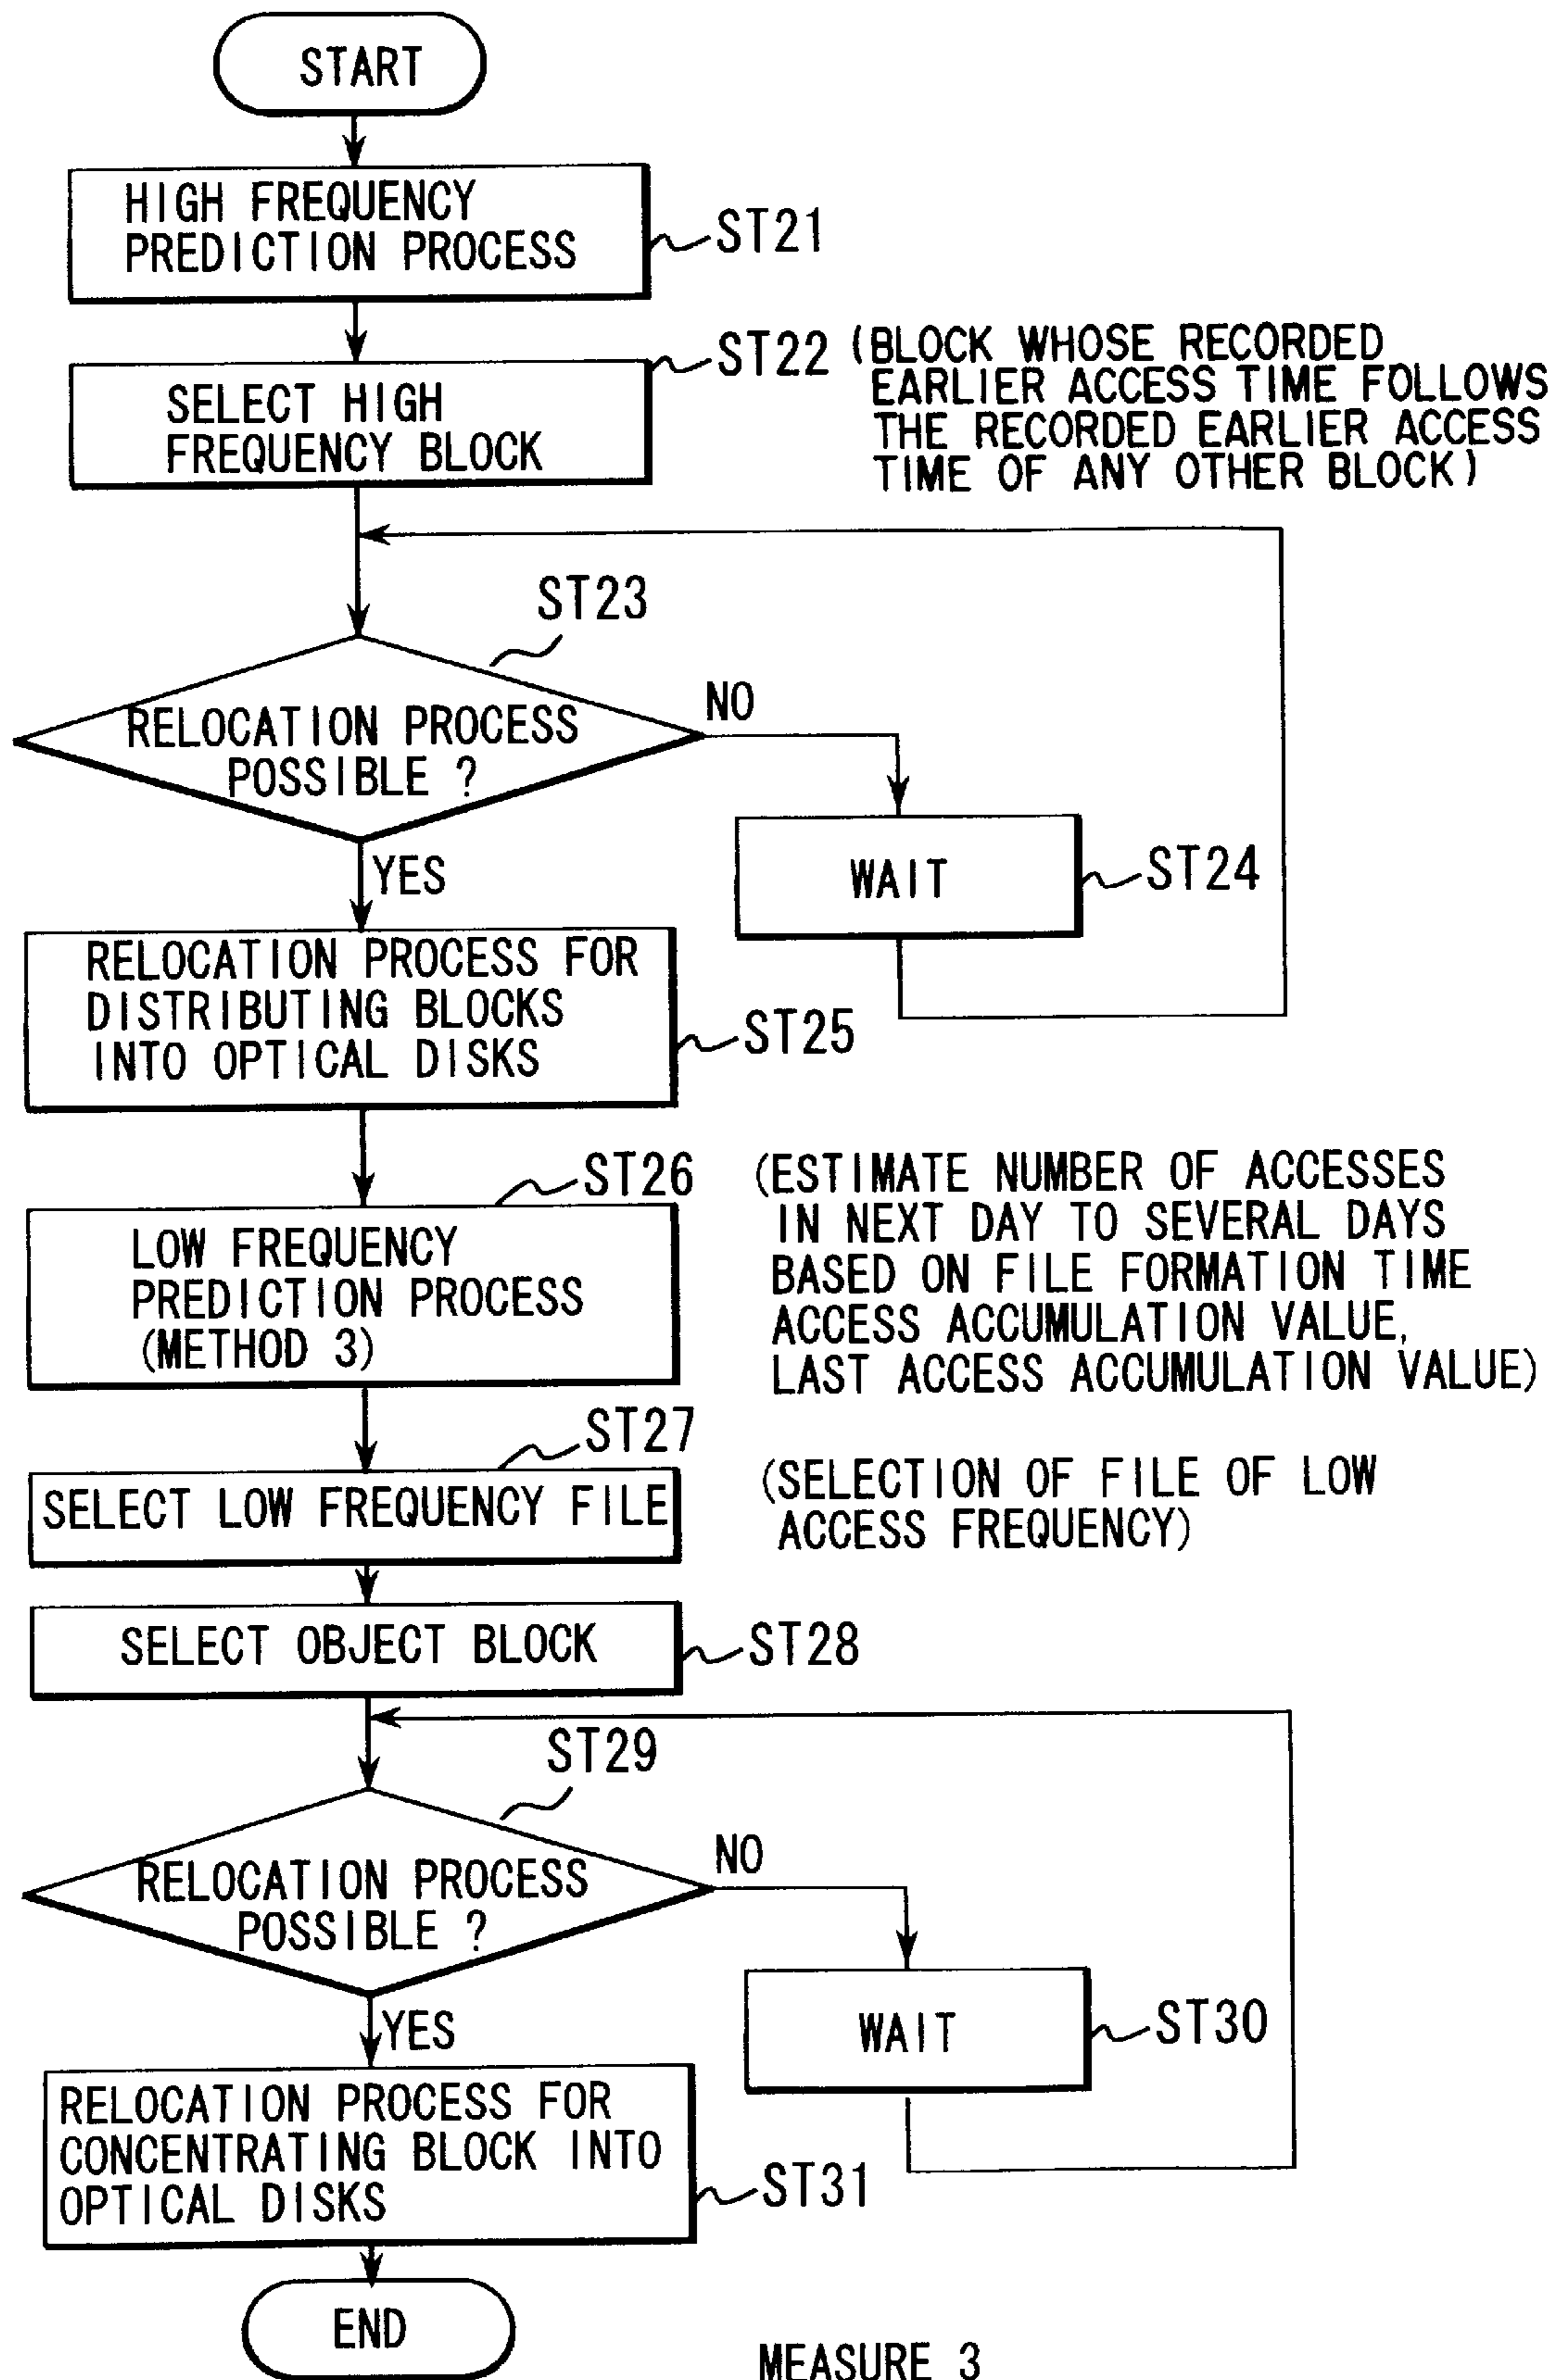 START
HIGH FREQUENCY
PREDICTION PROCESS
ST21
SELECT HIGH
FREQUENCY BLOCK
ST22
(BLOCK WHOSE RECORDED
EARLIER ACCESS TIME FOLLOWS
THE RECORDED EARLIER ACCESS
TIME OF ANY OTHER BLOCK)
ST23
RELOCATION PROCESS
POSSIBLE ?
NO
YES
WAIT
ST24
RELOCATION PROCESS FOR
DISTRIBUTING BLOCKS
INTO OPTICAL DISKS
ST25
ST26
LOW FREQUENCY
PREDICTION PROCESS
(METHOD 3)
(ESTIMATE NUMBER OF ACCESSES
IN NEXT DAY TO SEVERAL DAYS
BASED ON FILE FORMATION TIME
ACCESS ACCUMULATION VALUE,
LAST ACCESS ACCUMULATION VALUE)
ST27
SELECT LOW FREQUENCY FILE
(SELECTION OF FILE OF LOW
ACCESS FREQUENCY)
SELECT OBJECT BLOCK
ST28
ST29
RELOCATION PROCESS
POSSIBLE ?
NO
YES
WAIT
ST30
RELOCATION PROCESS FOR
CONCENTRATING BLOCK INTO
OPTICAL DISKS
ST31
END
MEASURE 3